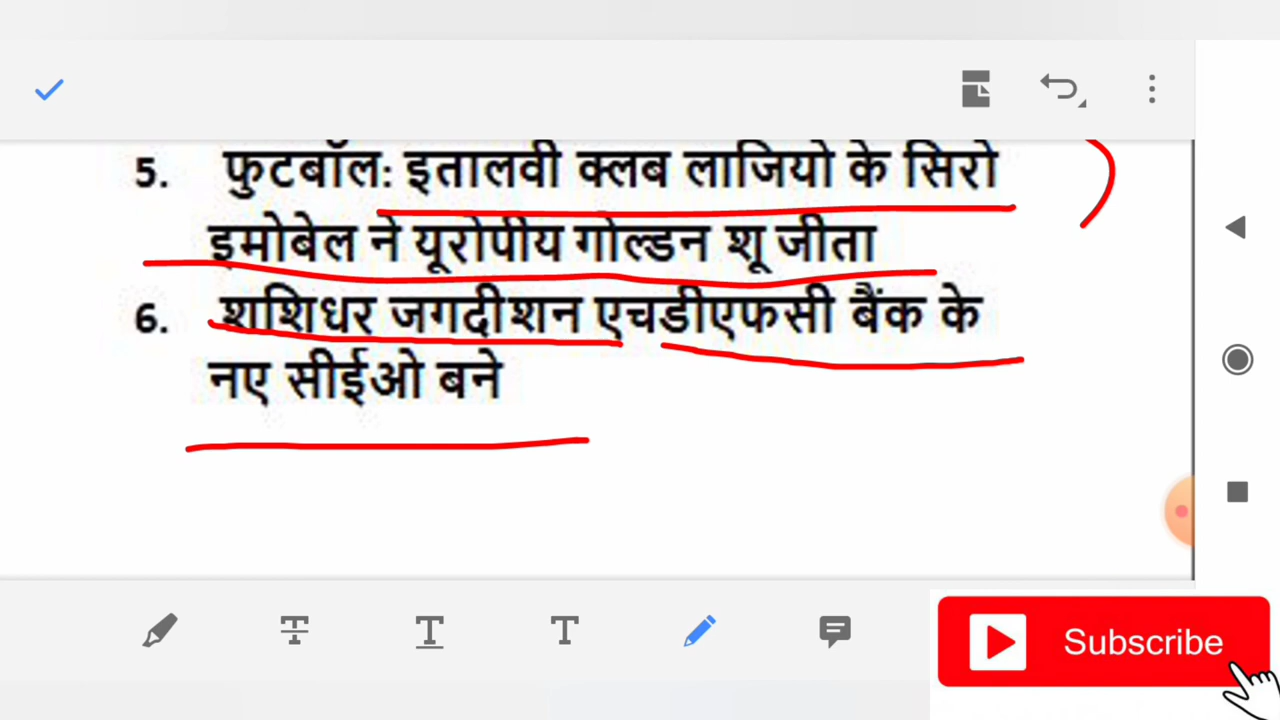 5. फुटबॉल: इतालवी क्लब लाजियो के सिरो
इमोबेल ने यूरोपीय गोल्डन शू जीता
6. शशिधर जगदीशन एचडीएफसी बैंक के
नए सीईओ बने
Subscribe